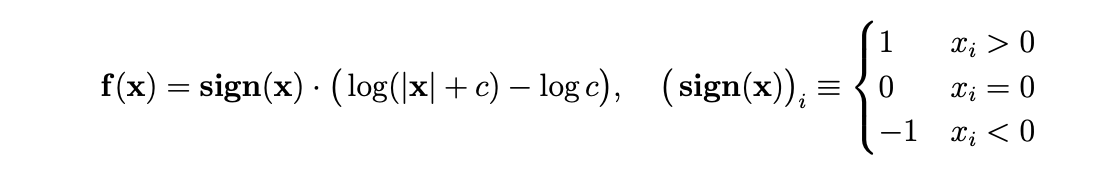 f(x) = sign(x) · (log(|x| + c) − log c), (sign(x))ᵢ ≡ { 1 xᵢ > 0
0 xᵢ = 0
−1 xᵢ < 0